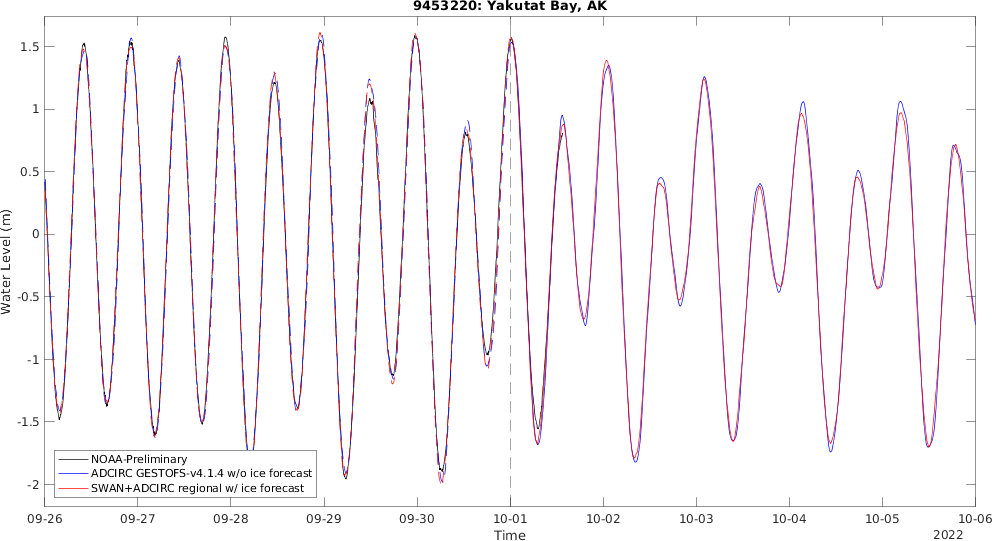 9453220: Yakutat Bay, AK
Water Level (m)
1.5
1
0.5
0
-0.5
-1
-1.5
-2
NOAA-Preliminary
ADCIRC GESTOFS-v4.1.4 w/o ice forecast
SWAN+ADCIRC regional w/ ice forecast
09-26 09-27 09-28 09-29 09-30 10-01 10-02 10-03 10-04 10-05 10-06
Time
2022